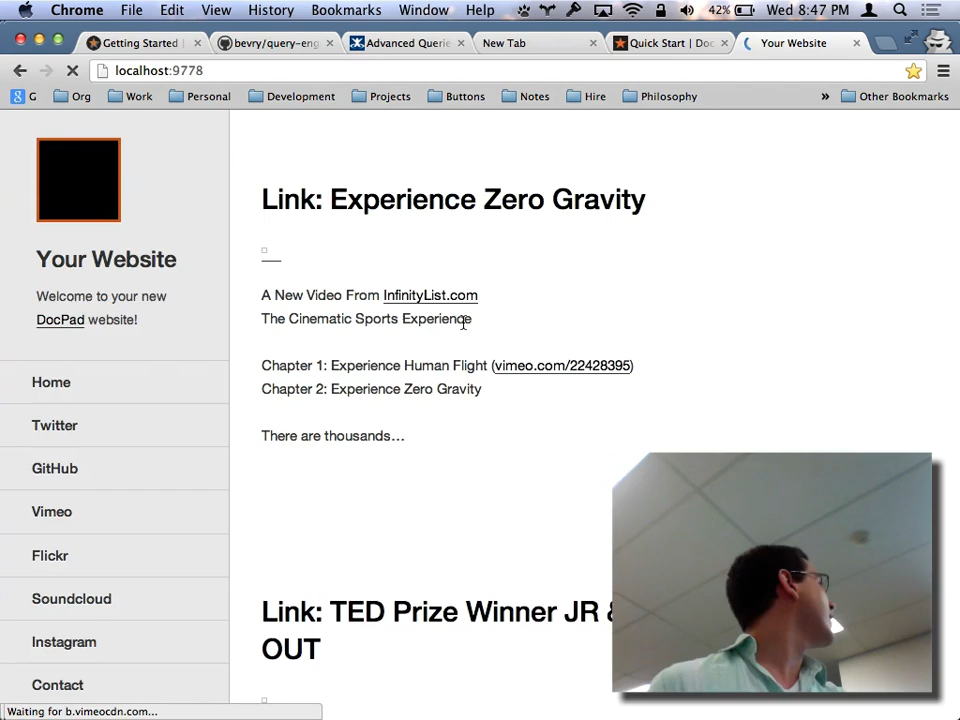 Chrome File Edit View History Bookmarks Window Help 42% Wed 8:47 PM
Getting Started | bevry/query-eng Advanced Querie New Tab Quick Start | Doc Your Website
localhost:9778
G Org Work Personal Development Projects Buttons Notes Hire Philosophy » Other Bookmarks
Your Website
Welcome to your new
DocPad website!
Home
Twitter
GitHub
Vimeo
Flickr
Soundcloud
Instagram
Contact
Link: Experience Zero Gravity
A New Video From InfinityList.com
The Cinematic Sports Experience
Chapter 1: Experience Human Flight (vimeo.com/22428395)
Chapter 2: Experience Zero Gravity
There are thousands…
Link: TED Prize Winner JR &
OUT
Waiting for b.vimeocdn.com...